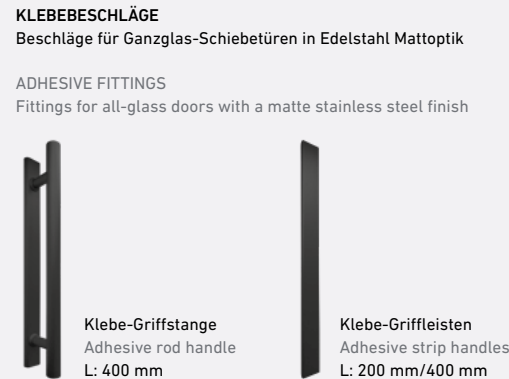 KLEBEBESCHLÄGE
Beschläge für Ganzglas-Schiebetüren in Edelstahl Mattoptik
ADHESIVE FITTINGS
Fittings for all-glass doors with a matte stainless steel finish
Klebe-Griffstange
Adhesive rod handle
L: 400 mm
Klebe-Griffleisten
Adhesive strip handles
L: 200 mm/400 mm